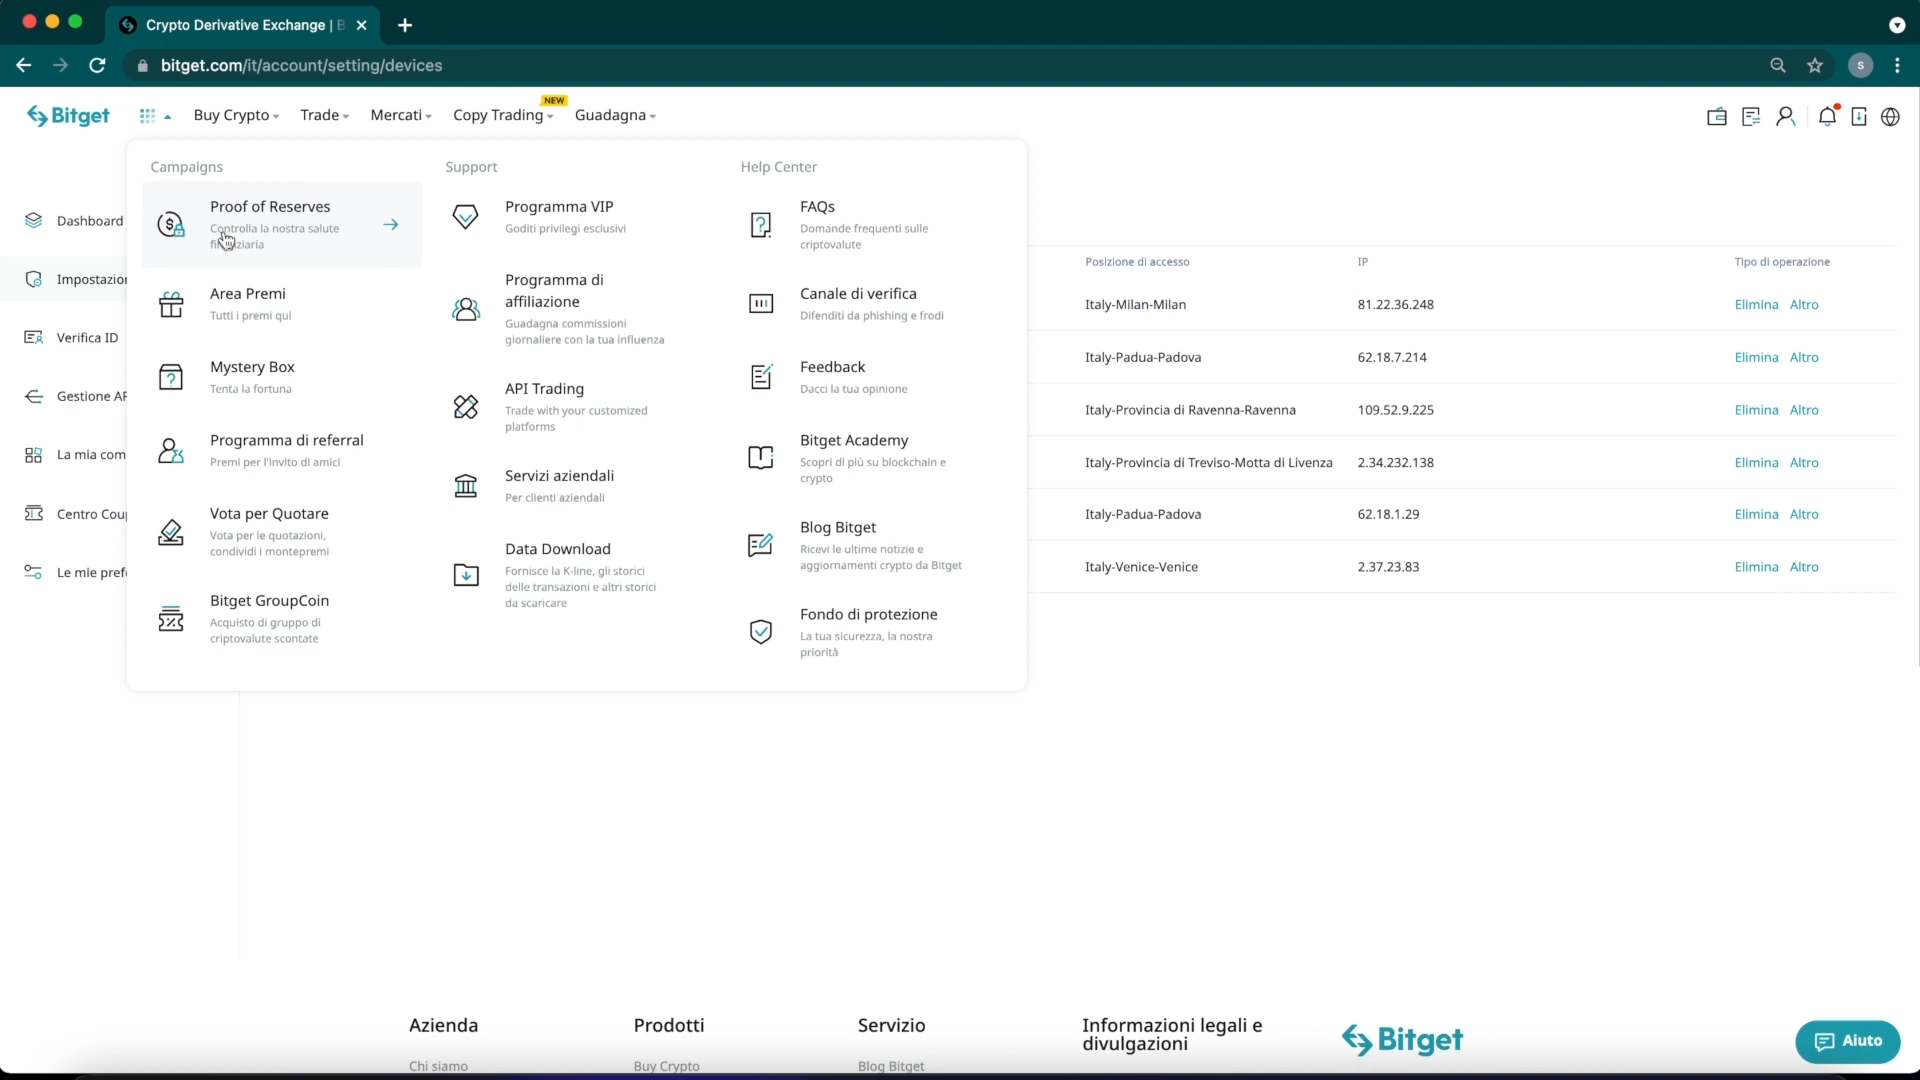 Crypto Derivative Exchange | B
bitget.com/it/account/setting/devices
S
Bitget
Buy Crypto
Trade
Mercati
Copy Trading
NEW
Guadagna
Campaigns
Proof of Reserves
Controlla la nostra salute
Area Premi
Tutti i premi qui
Mystery Box
Tenta la fortuna
Programma di referral
Premi per l'invito di amici
Vota per Quotare
Vota per le quotazioni,
condividi i montepremi
Bitget GroupCoin
Acquisto di gruppo di
criptovalute scontate
Support
Programma VIP
Goditi privilegi esclusivi
Programma di
affiliazione
Guadagna commissioni
giornaliere con la tua influenza
API Trading
Trade with your customized
platforms
Servizi aziendali
Per clienti aziendali
Data Download
Fornisce la K-line, gli storici
delle transazioni e altri storici
da scaricare
Help Center
FAQs
Domande frequenti sulle
criptovalute
Canale di verifica
Difenditi da phishing e frodi
Feedback
Dacci la tua opinione
Bitget Academy
Scopri di più su blockchain e
crypto
Blog Bitget
Ricevi le ultime notizie e
aggiornamenti crypto da Bitget
Fondo di protezione
La tua sicurezza, la nostra
priorità
Dashboard
Impostazion
Verifica ID
Gestione AP
La mia com
Centro Coup
Le mie pref
Posizione di accesso IP Tipo di operazione
Italy-Milan-Milan 81.22.36.248 Elimina Altro
Italy-Padua-Padova 62.18.7.214 Elimina Altro
Italy-Provincia di Ravenna-Ravenna 109.52.9.225 Elimina Altro
Italy-Provincia di Treviso-Motta di Livenza 2.34.232.138 Elimina Altro
Italy-Padua-Padova 62.18.1.29 Elimina Altro
Italy-Venice-Venice 2.37.23.83 Elimina Altro
Azienda
Chi siamo
Prodotti
Buy Crypto
Servizio
Blog Bitget
Informazioni legali e
divulgazioni
Bitget
Aiuto